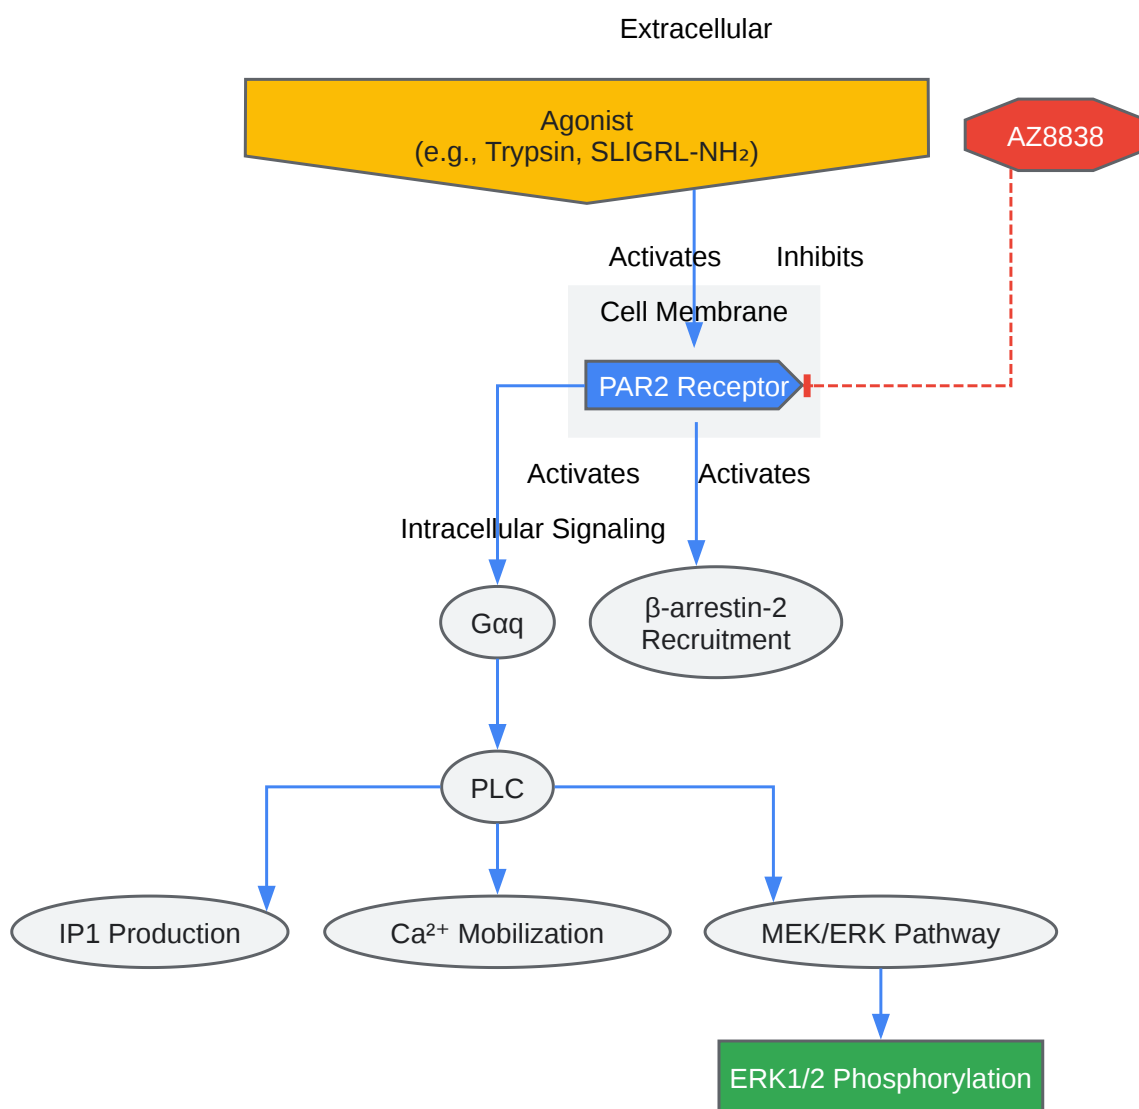 Extracellular
Agonist
(e.g., Trypsin, SLIGRL-NH₂)
AZ8838
Activates
Inhibits
Cell Membrane
PAR2 Receptor
Activates
Activates
Intracellular Signaling
Gαq
β-arrestin-2
Recruitment
PLC
IP1 Production
Ca²⁺ Mobilization
MEK/ERK Pathway
ERK1/2 Phosphorylation